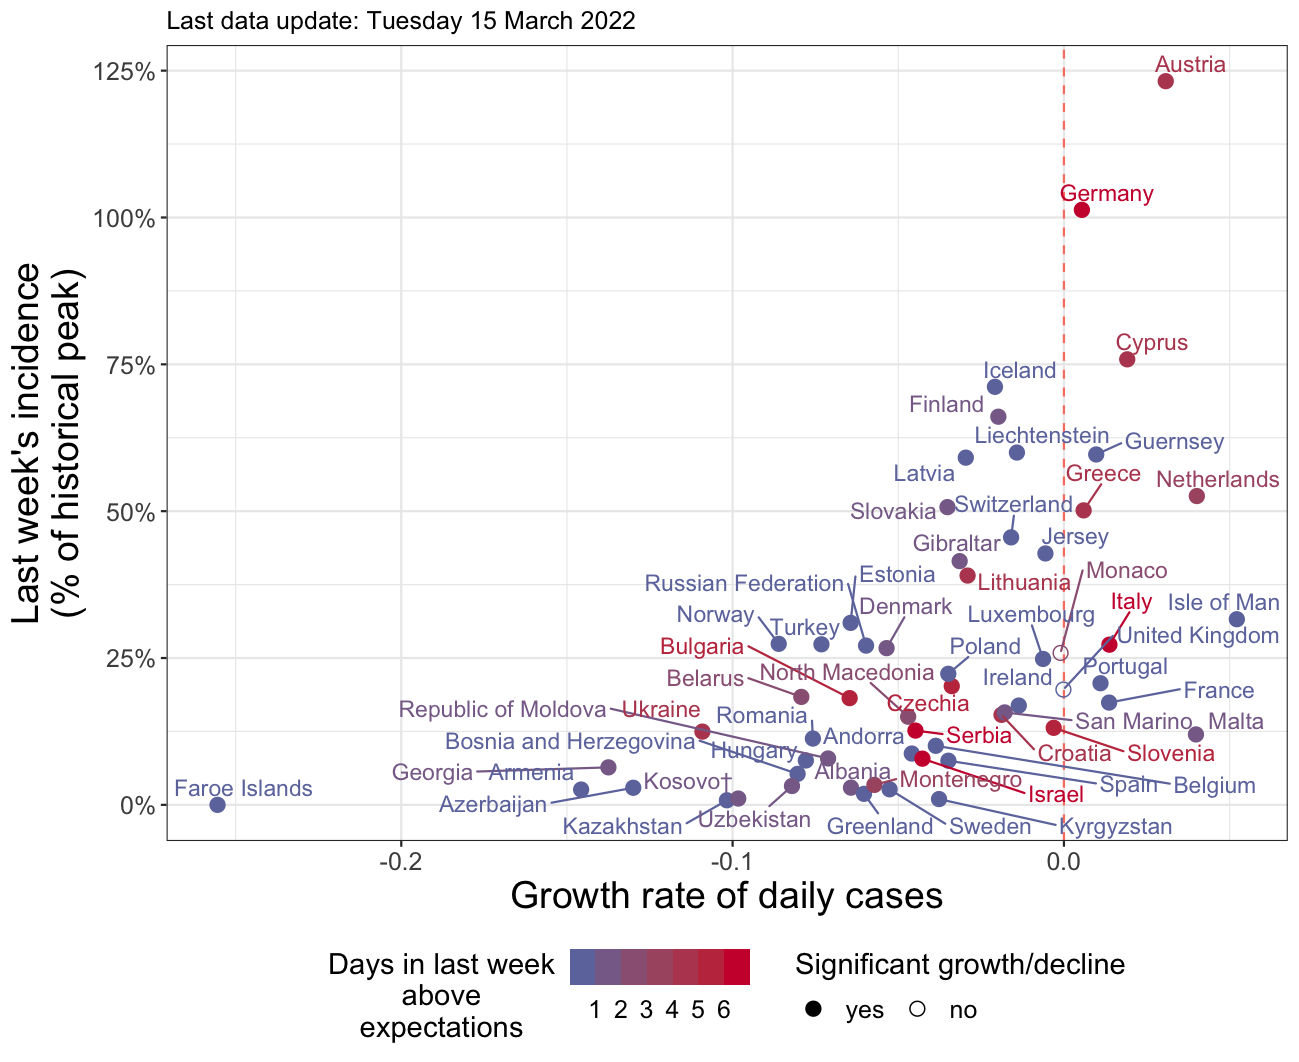 Last data update: Tuesday 15 March 2022
125%
Austria
Germany
100%
Cyprus
75%
Iceland
Finland
Liechtenstein
Guernsey
Latvia
Greece
Netherlands
50%
Slovakia
Switzerland
Gibraltar
Jersey
Russian Federation
Estonia
Lithuania
Monaco
Norway
Turkey
Denmark
Luxembourg
Italy
Isle of Man
United Kingdom
Bulgaria
25%
Poland
Belarus
North Macedonia
Ireland
Portugal
France
Republic of Moldova
Ukraine
Romania
Czechia
San Marino
Malta
Bosnia and Herzegovina
Hungary
Andorra
Serbia
Croatia
Slovenia
Georgia
Armenia
Kosovo†
Albania
Montenegro
Spain
Belgium
Faroe Islands
Azerbaijan
Israel
0%
Kazakhstan
Uzbekistan
Greenland
Sweden
Kyrgyzstan
Last week's incidence
(% of historical peak)
-0.2
-0.1
0.0
Growth rate of daily cases
Days in last week
above
expectations
1 2 3 4 5 6
Significant growth/decline
yes
no